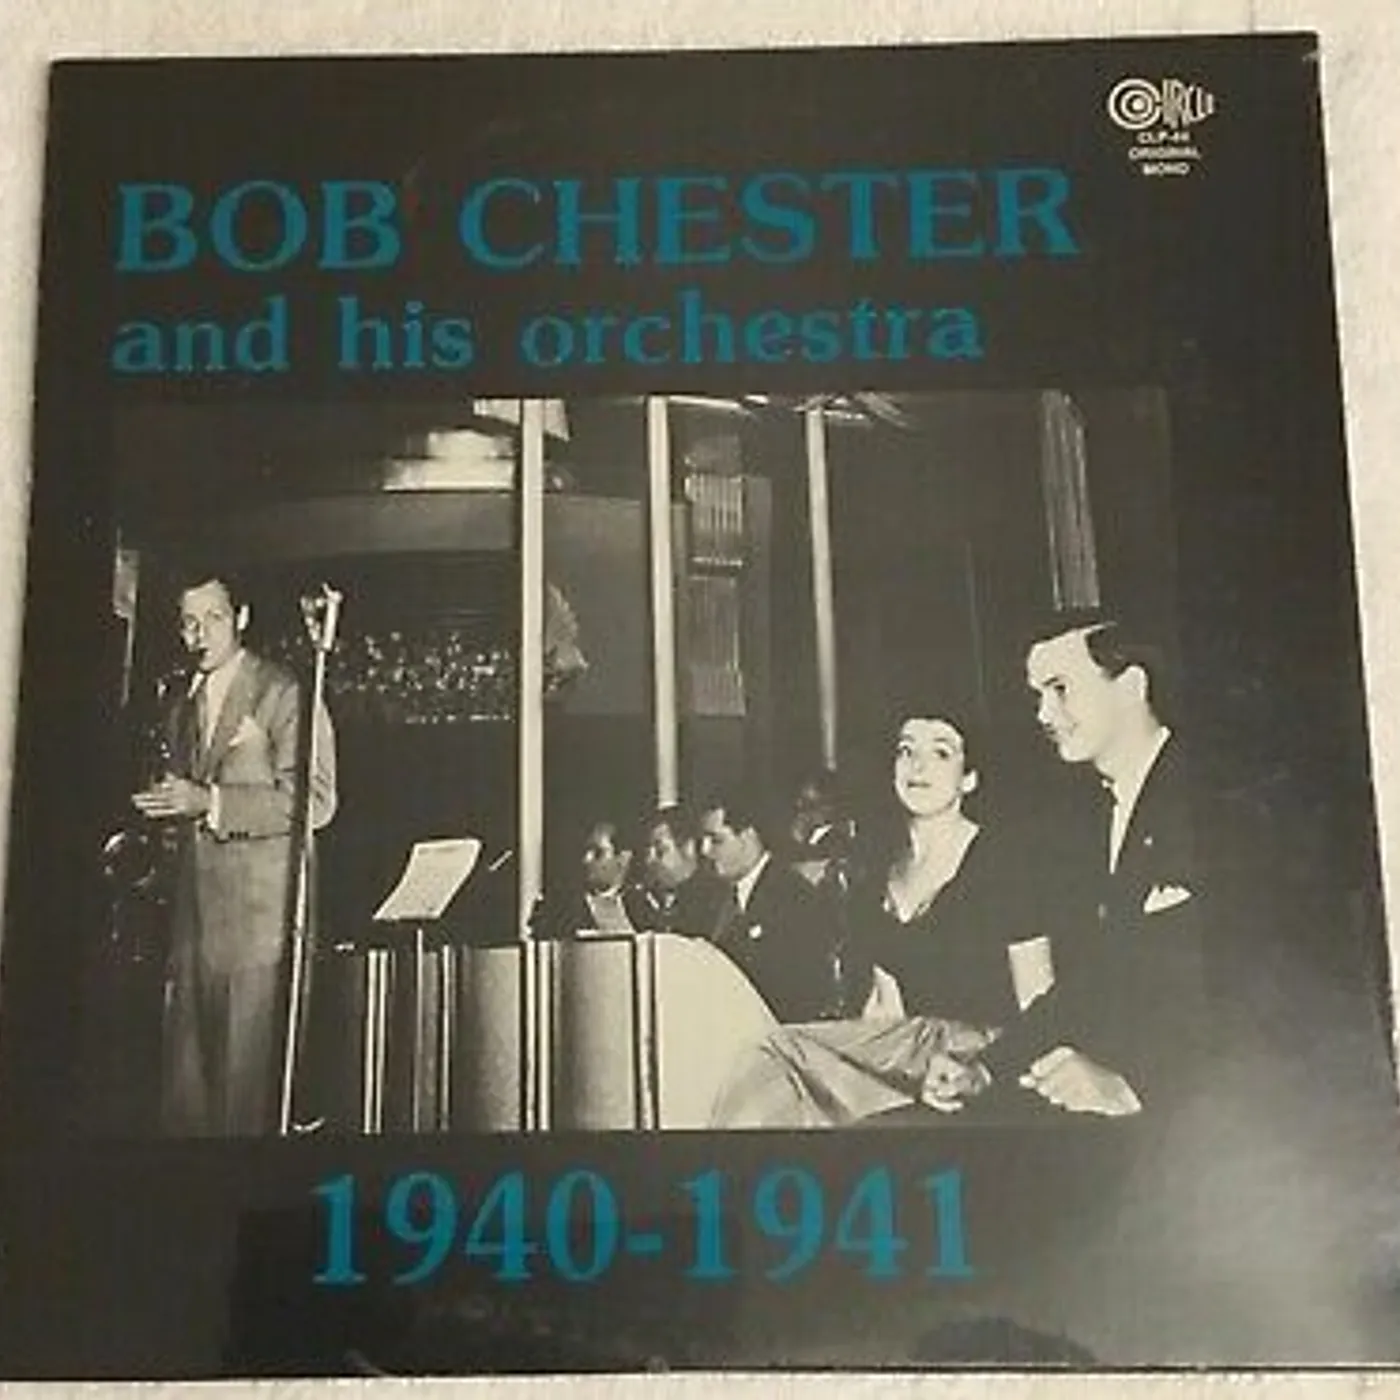 CIRCLE
CLP-44
ORIGINAL
MONO
BOB CHESTER
and his orchestra
1940-1941